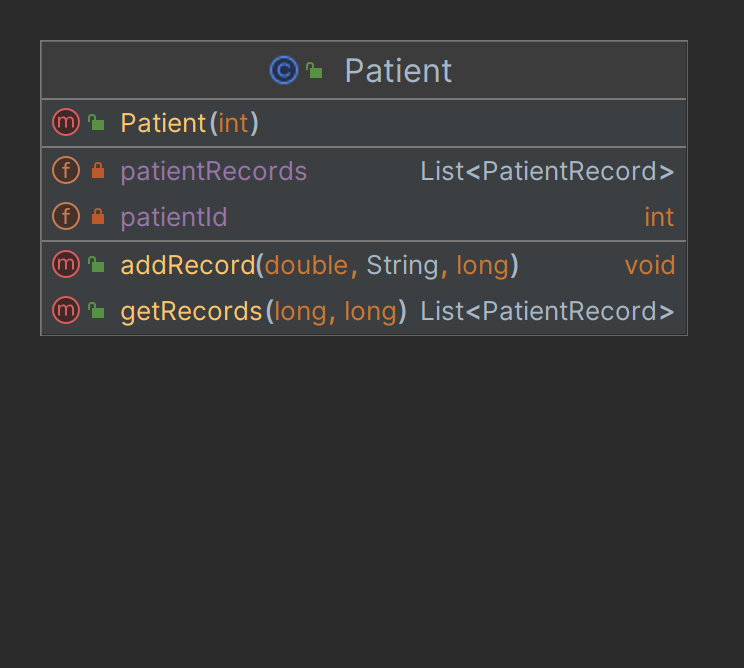 C Patient
m Patient(int)
f patientRecords List<PatientRecord>
f patientId int
m addRecord(double, String, long) void
m getRecords(long, long) List<PatientRecord>